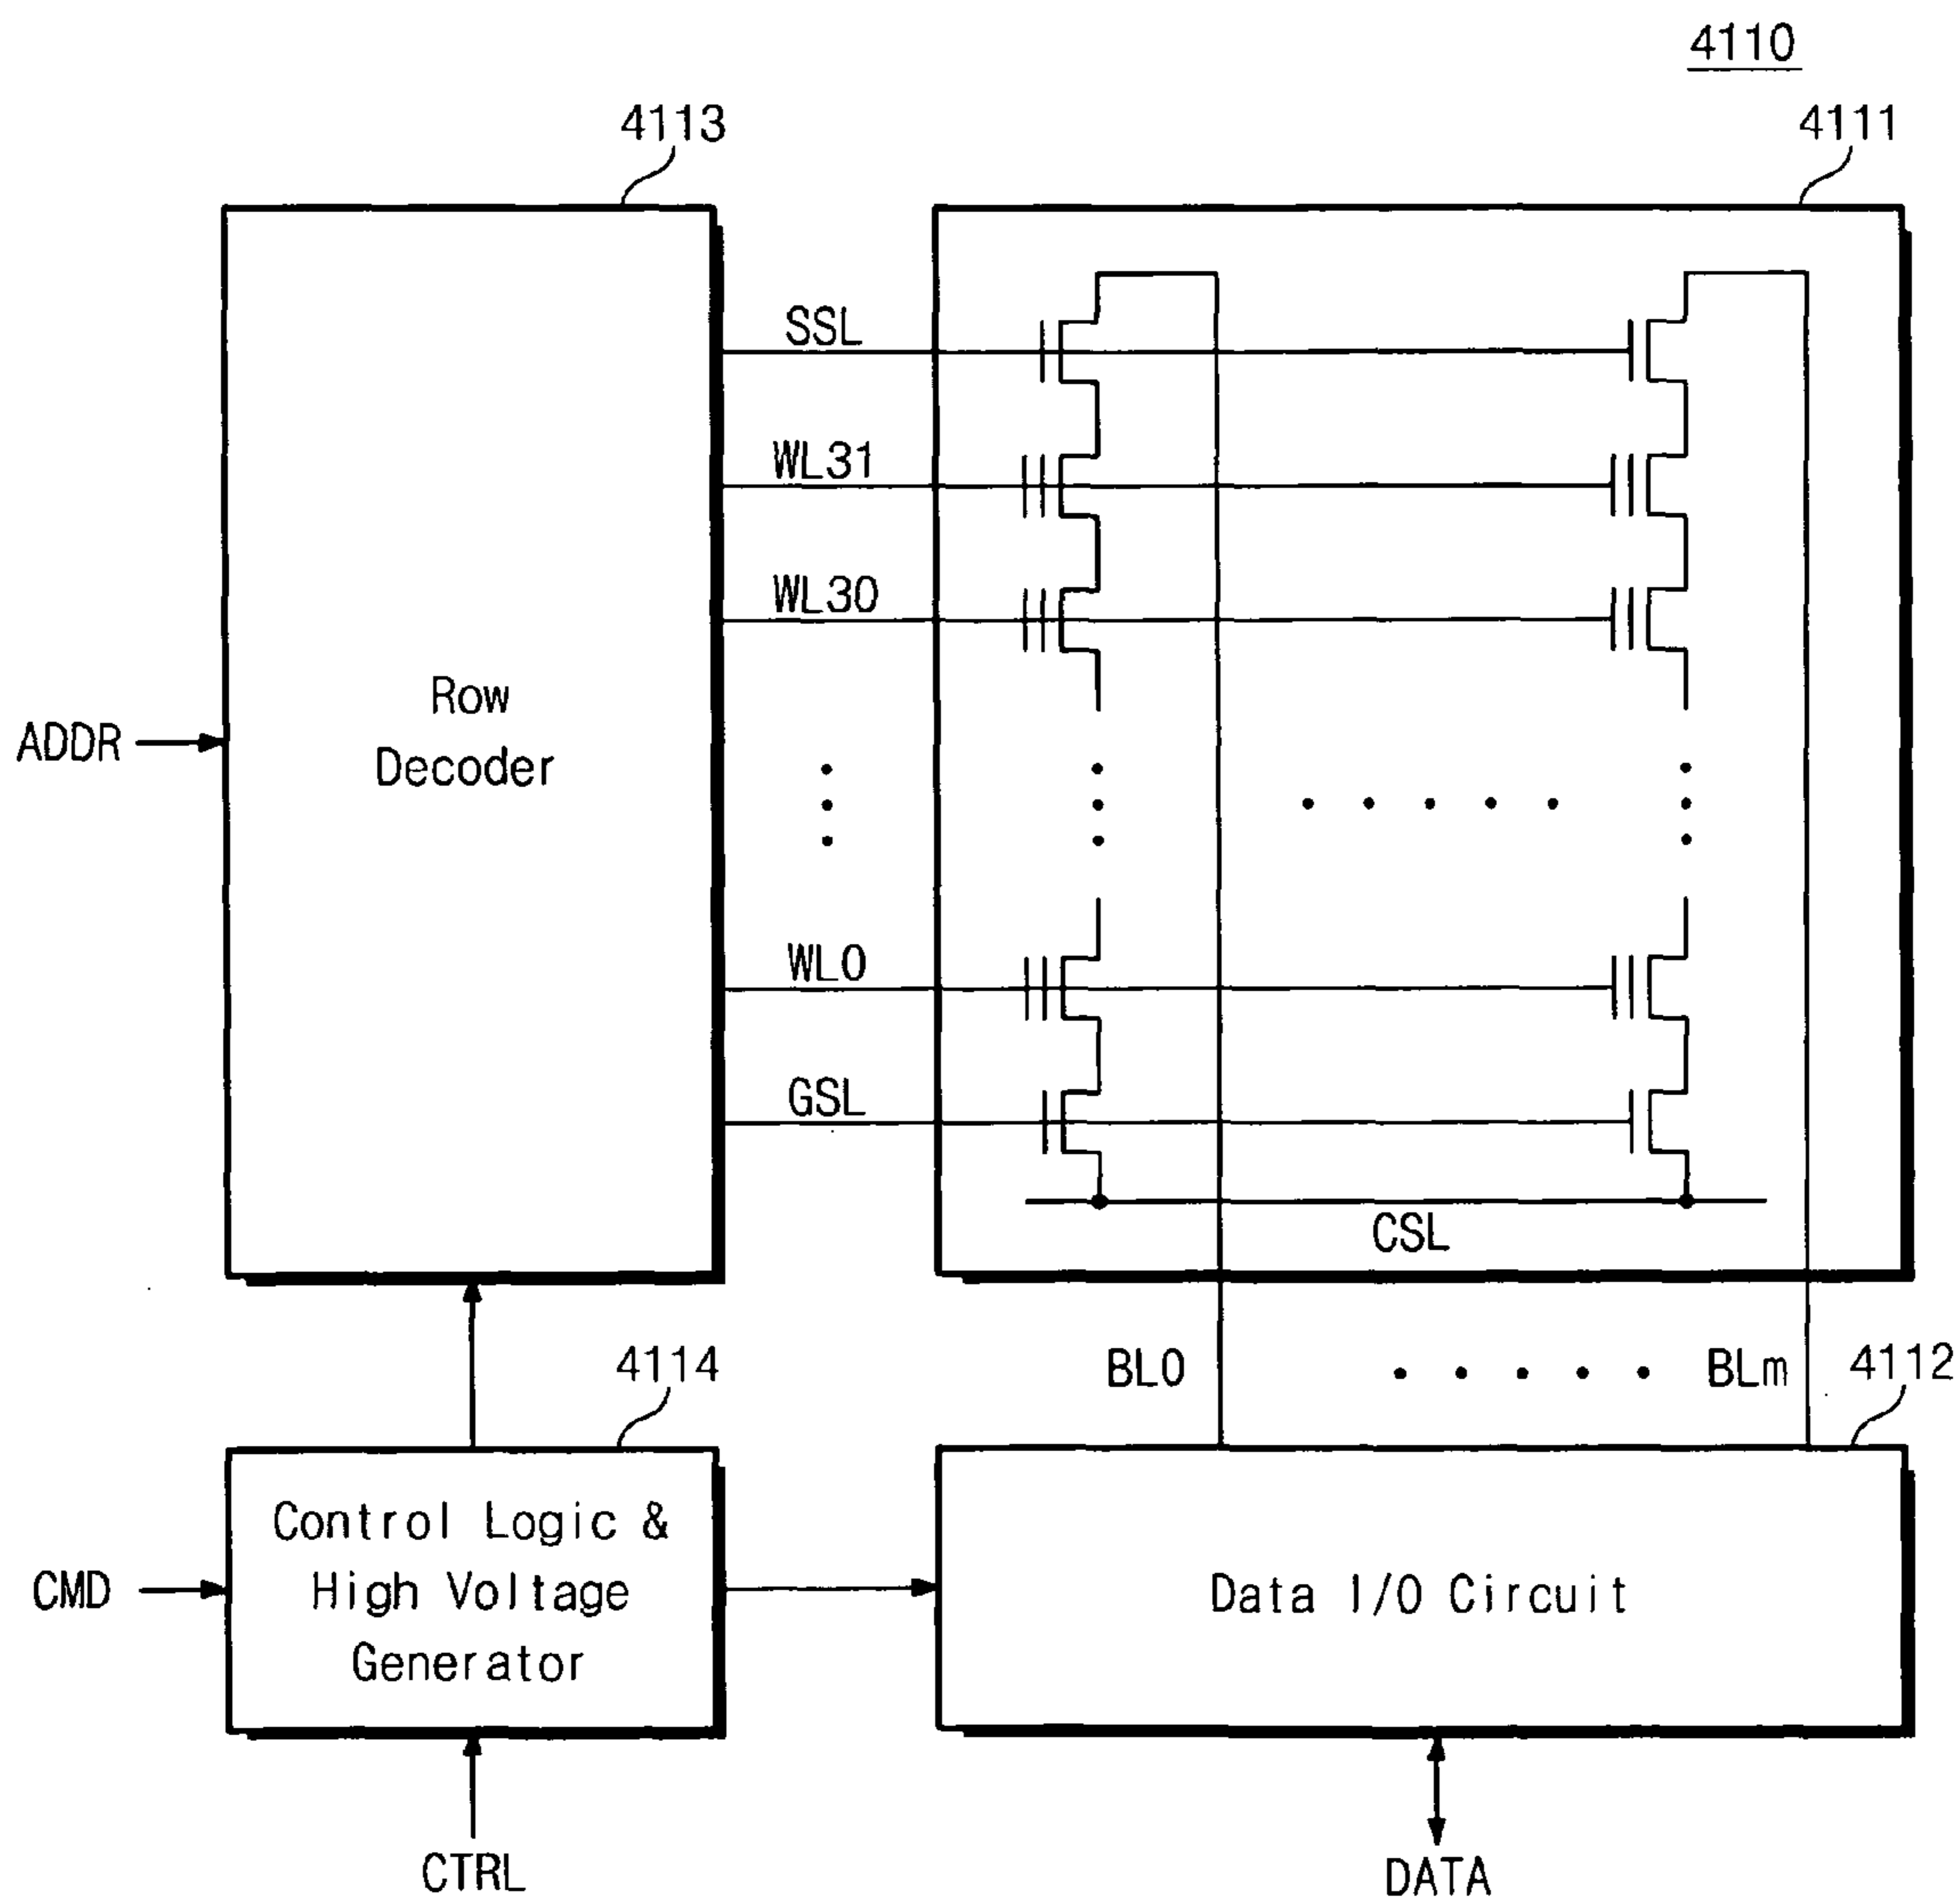 4110
4113
4111
SSL
WL31
WL30
Row
Decoder
ADDR
WL0
GSL
CSL
4114
BL0
BLm
4112
Control Logic &
High Voltage
Generator
CMD
Data I/O Circuit
CTRL
DATA